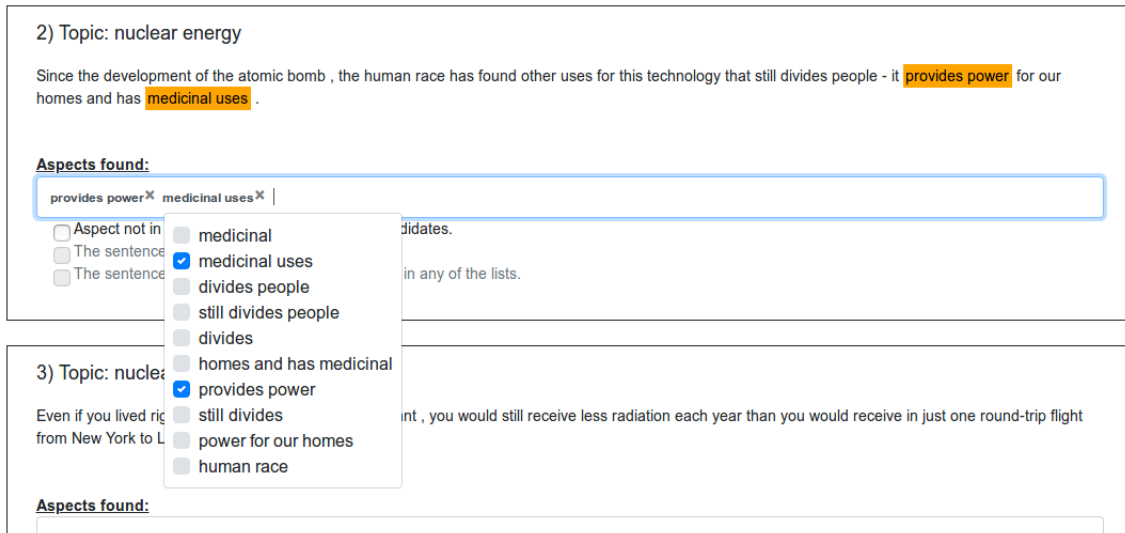 2) Topic: nuclear energy
Since the development of the atomic bomb , the human race has found other uses for this technology that still divides people - it provides power for our
homes and has medicinal uses .
Aspects found:
provides power× medicinal uses×
Aspect not in didates.
The sentence
The sentence in any of the lists.
medicinal
medicinal uses
divides people
still divides people
divides
homes and has medicinal
provides power
still divides
power for our homes
human race
3) Topic: nuclea
Even if you lived rig nt , you would still receive less radiation each year than you would receive in just one round-trip flight
from New York to L
Aspects found: